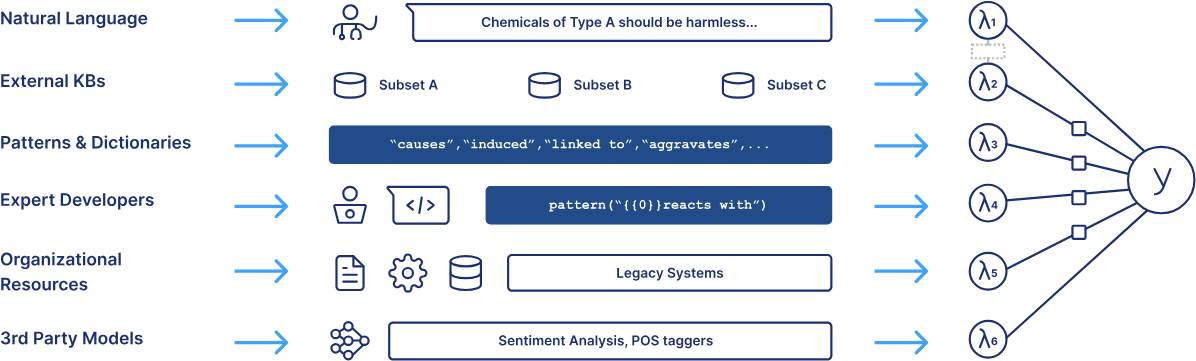 Natural Language
Chemicals of Type A should be harmless...
λ1
External KBs
Subset A
Subset B
Subset C
λ2
Patterns & Dictionaries
“causes”,“induced”,“linked to”,“aggravates”,...
λ3
Expert Developers
</>
pattern(“{{0}}reacts with”)
λ4
Organizational
Resources
Legacy Systems
λ5
3rd Party Models
Sentiment Analysis, POS taggers
λ6
y